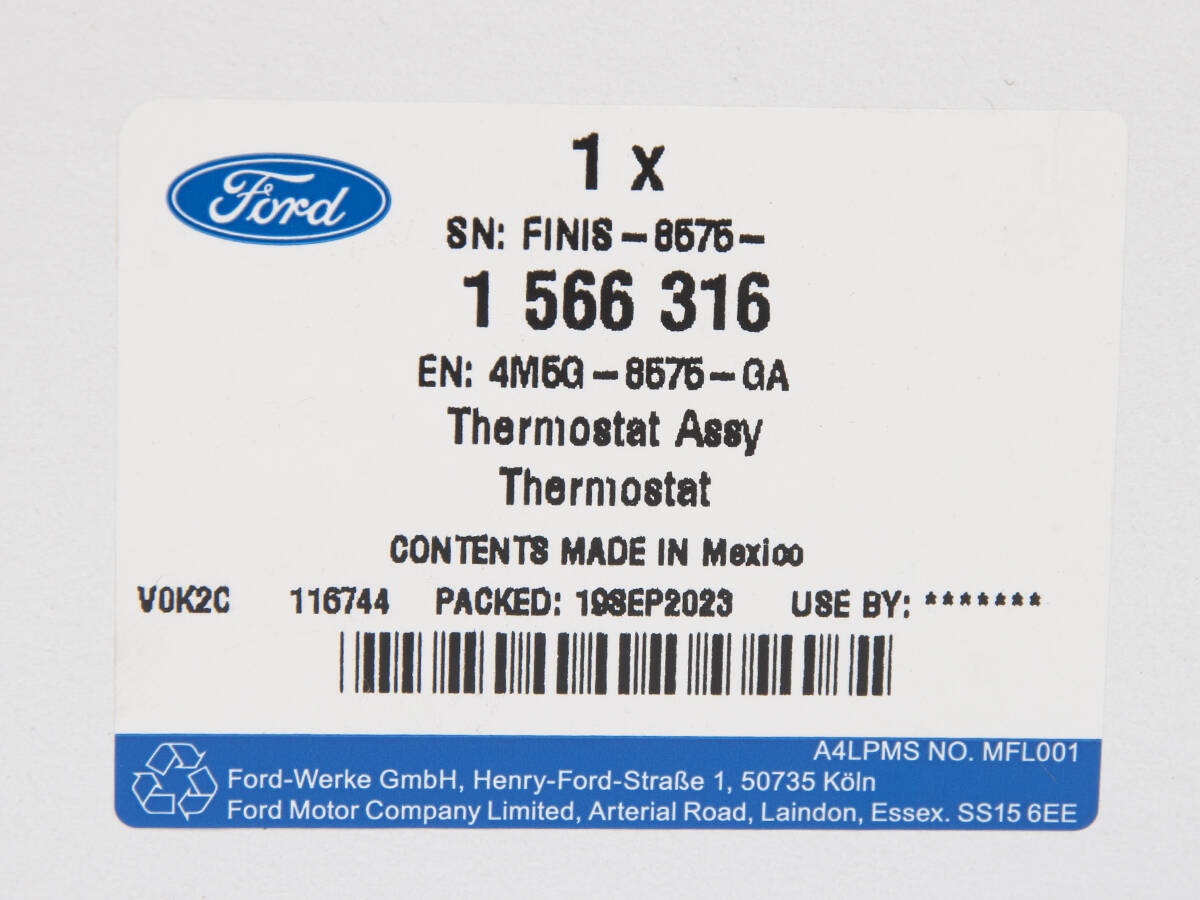 Ford
1 x
SN: FINIS-8575-
1 566 316
EN: 4M5G-8575-GA
Thermostat Assy
Thermostat
CONTENTS MADE IN Mexico
V0K2C 116744 PACKED: 19SEP2023 USE BY: *******
A4LPMS NO. MFL001
Ford-Werke GmbH, Henry-Ford-Straße 1, 50735 Köln
Ford Motor Company Limited, Arterial Road, Laindon, Essex. SS15 6EE